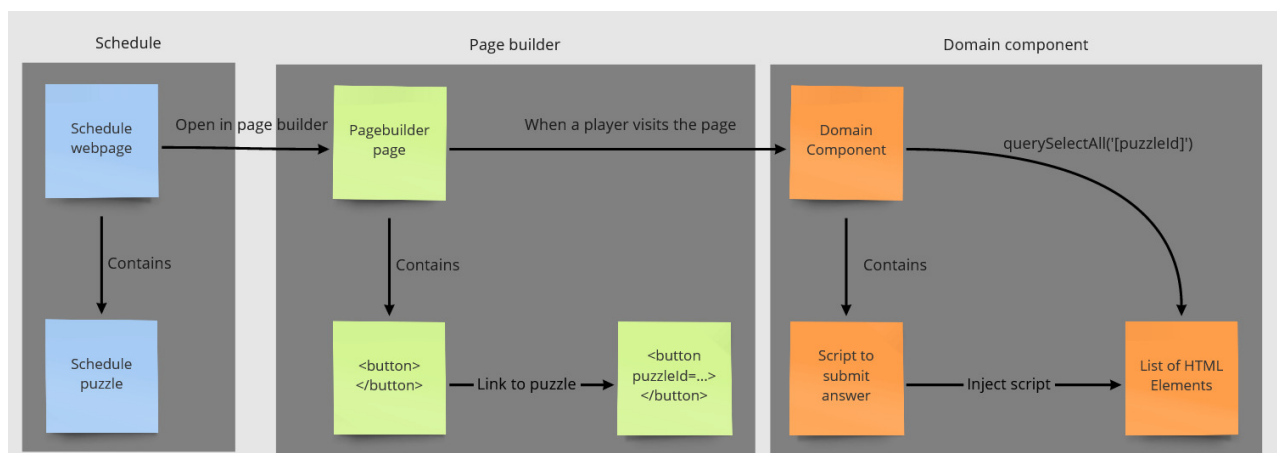 Schedule
Page builder
Domain component
Schedule
webpage
Open in page builder
Pagebuilder
page
When a player visits the page
Domain
Component
querySelectAll('[puzzleId]')
Contains
Contains
Contains
Schedule
puzzle
<button>
</button>
Link to puzzle
<button
puzzleId=...>
</button>
Script to
submit
answer
Inject script
List of HTML
Elements